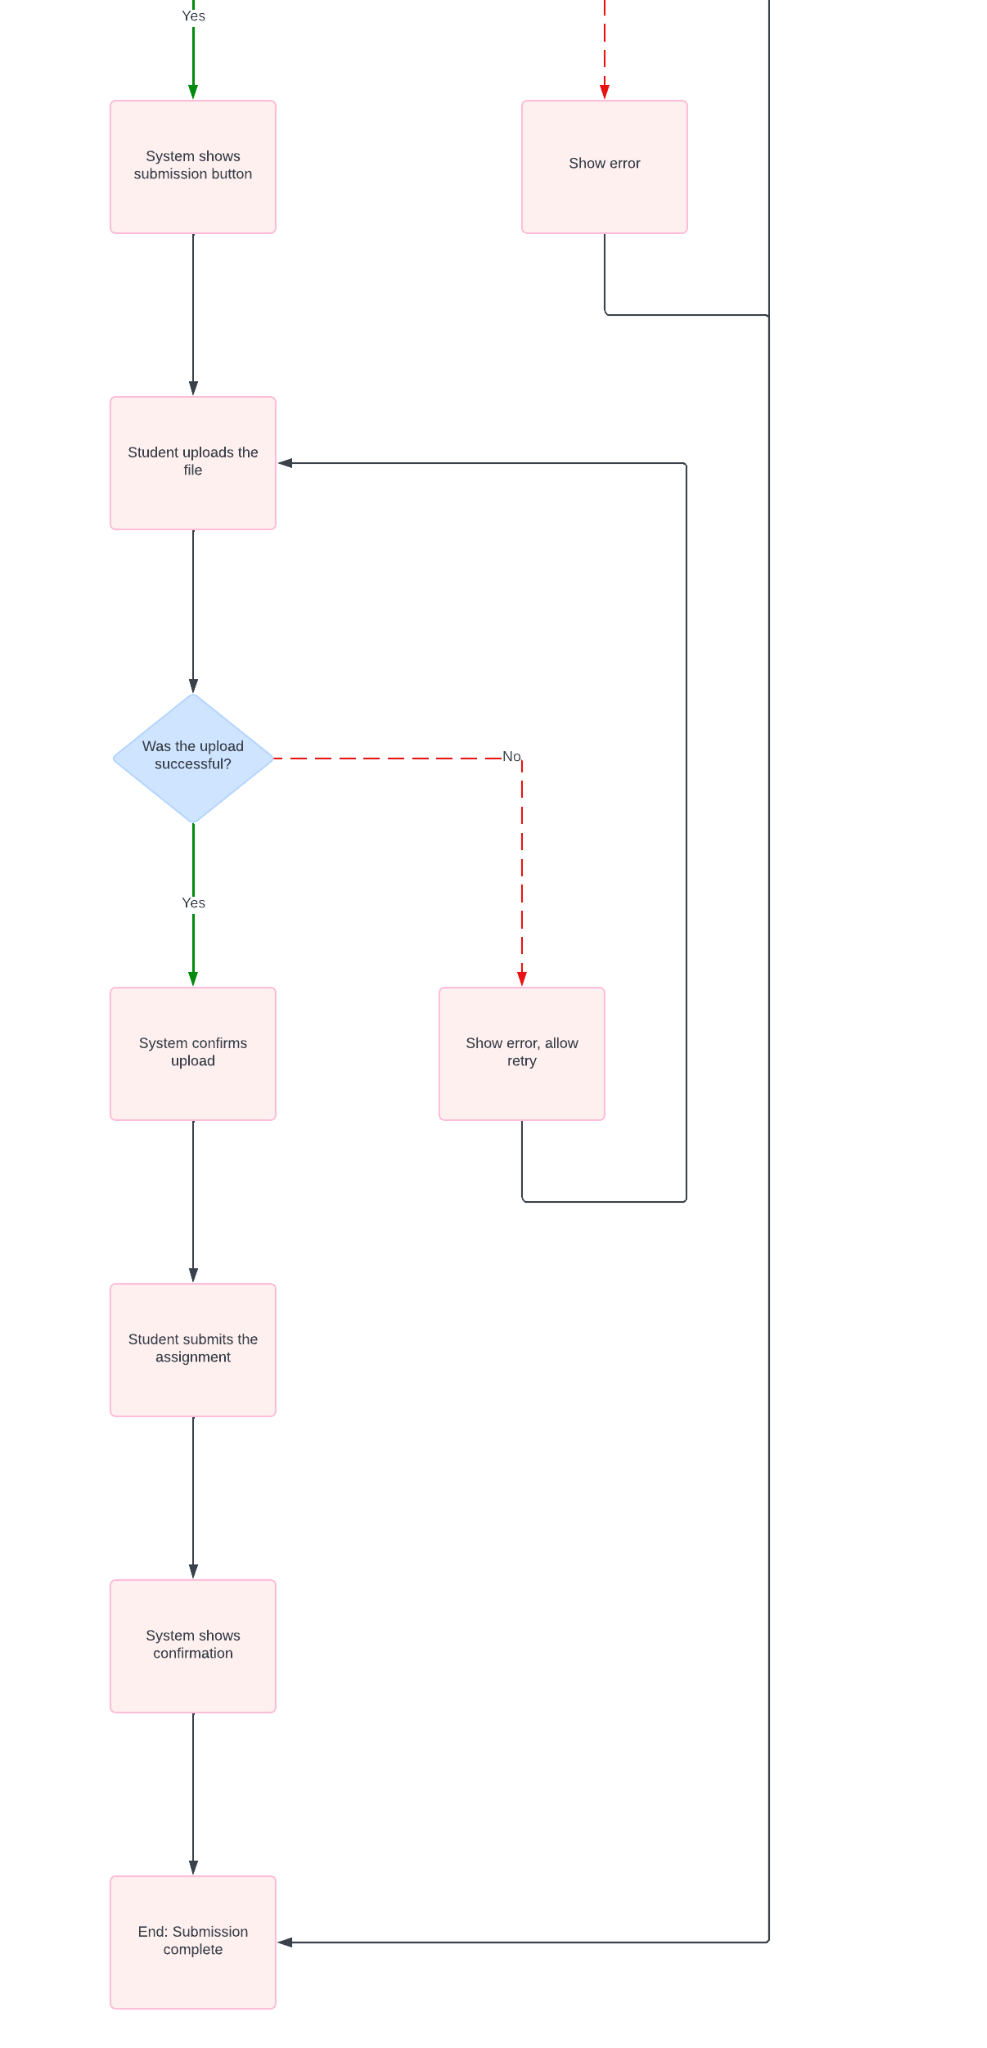 Yes
System shows
submission button
Show error
Student uploads the
file
Was the upload
successful?
No
Yes
System confirms
upload
Show error, allow
retry
Student submits the
assignment
System shows
confirmation
End: Submission
complete